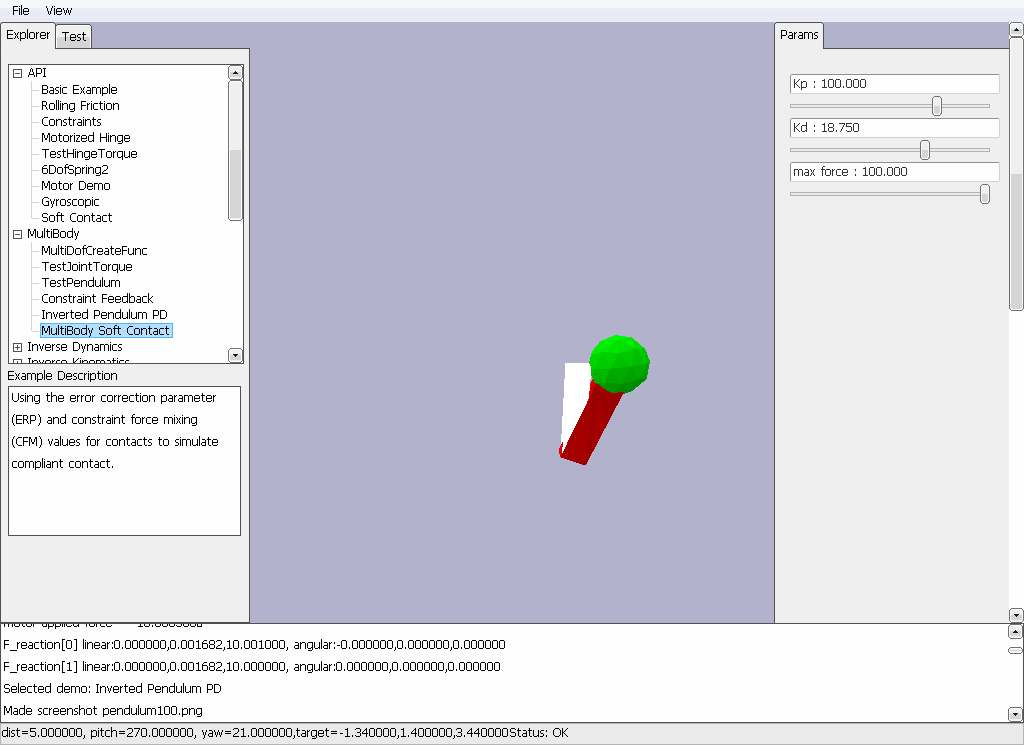 File View
Explorer Test
API
Basic Example
Rolling Friction
Constraints
Motorized Hinge
TestHingeTorque
6DofSpring2
Motor Demo
Gyroscopic
Soft Contact
MultiBody
MultiDofCreateFunc
TestJointTorque
TestPendulum
Constraint Feedback
Inverted Pendulum PD
MultiBody Soft Contact
Inverse Dynamics
Inverse Kinematics
Example Description
Using the error correction parameter
(ERP) and constraint force mixing
(CFM) values for contacts to simulate
compliant contact.
Params
Kp : 100.000
Kd : 18.750
max force : 100.000
motor applied force
F_reaction[0] linear:0.000000,0.001682,10.001000, angular:-0.000000,0.000000,0.000000
F_reaction[1] linear:0.000000,0.001682,10.000000, angular:0.000000,0.000000,0.000000
Selected demo: Inverted Pendulum PD
Made screenshot pendulum100.png
dist=5.000000, pitch=270.000000, yaw=21.000000,target=-1.340000,1.400000,3.440000Status: OK